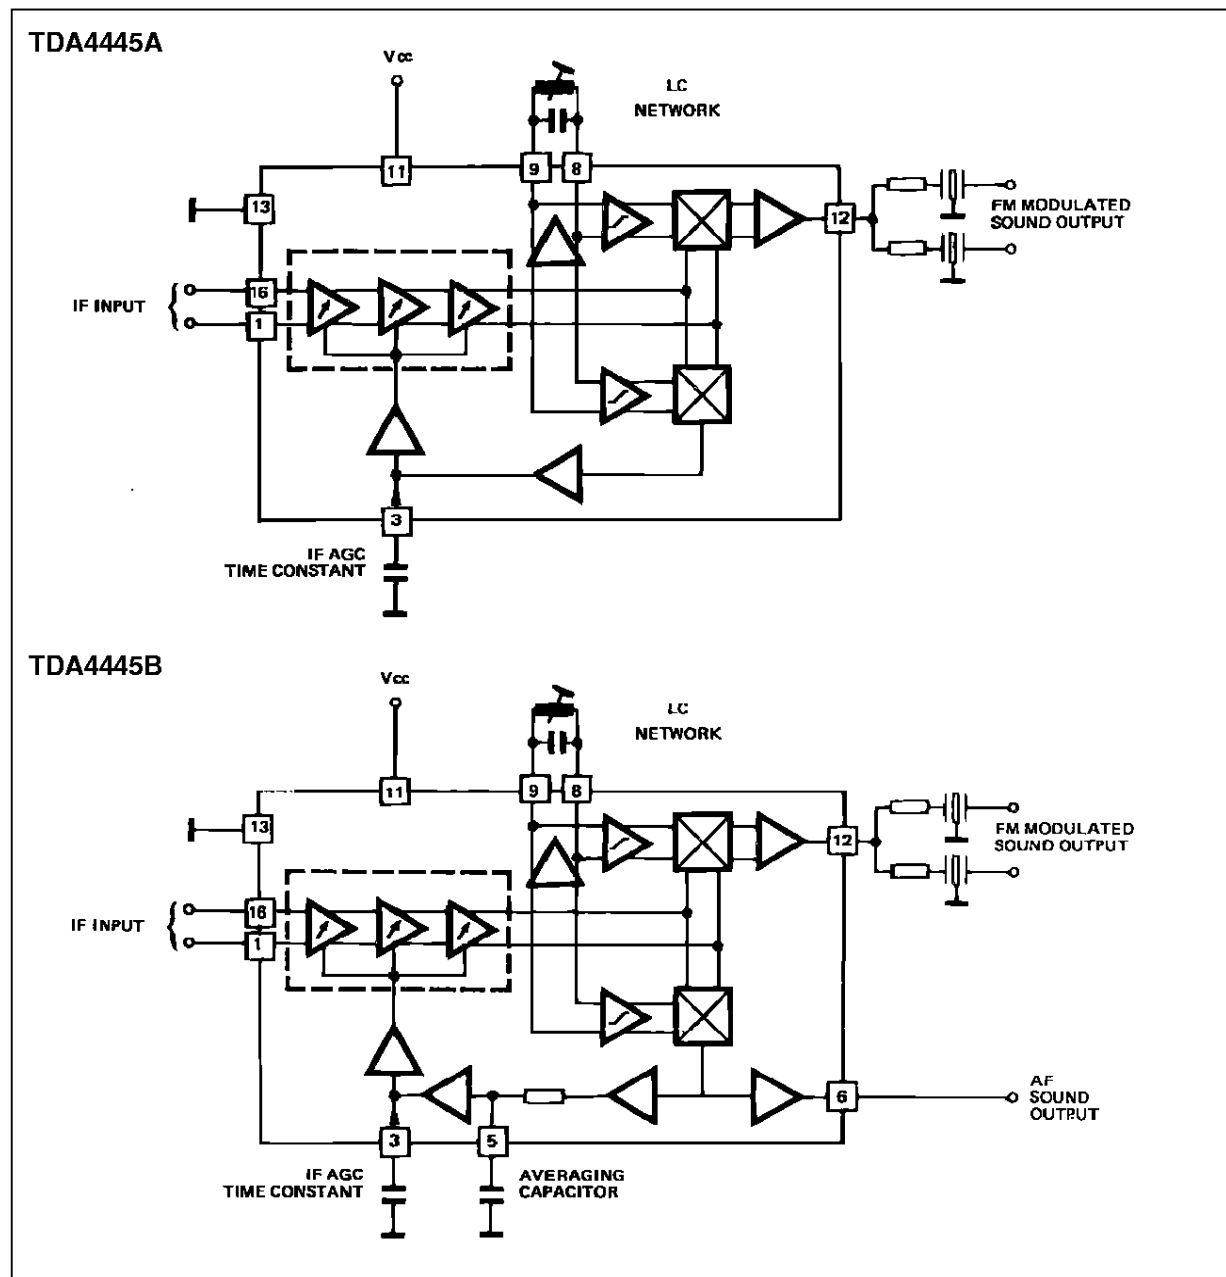 TDA4445A
Vcc
LC
NETWORK
9
8
11
13
12
FM MODULATED
SOUND OUTPUT
16
IF INPUT
1
3
IF AGC
TIME CONSTANT
TDA4445B
Vcc
LC
NETWORK
9
8
11
13
12
FM MODULATED
SOUND OUTPUT
16
IF INPUT
1
6
AF
SOUND
OUTPUT
3
5
IF AGC
TIME CONSTANT
AVERAGING
CAPACITOR